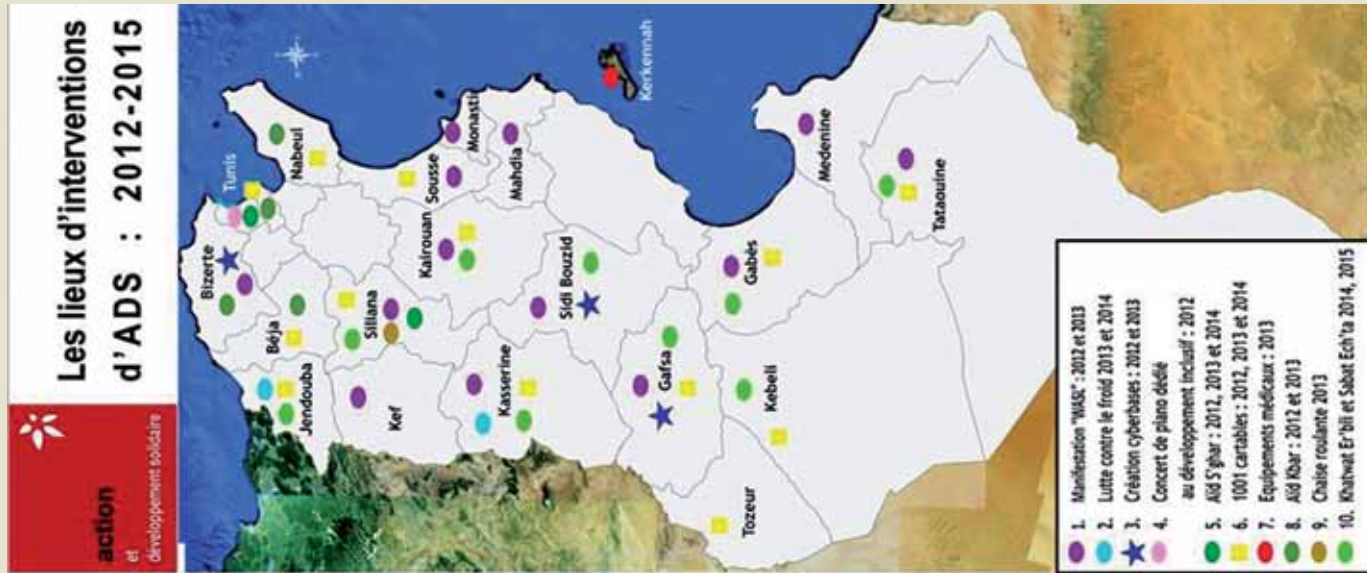 Les lieux d'interventions
d'ADS : 2012-2015
action
et
développement solidaire
Bizerte
Tunis
Nabeul
Béja
Jendouba
Siliana
Kef
Sousse
Monastir
Kairouan
Mahdia
Kasserine
Kerkennah
Sidi Bouzid
Gafsa
Gabès
Medenine
Tozeur
Kebeli
Tataouine
1. Manifestation "WASL" : 2012 et 2013
2. Lutte contre le froid 2013 et 2014
3. Création cyberbases : 2012 et 2013
4. Concert de piano dédié
au développement inclusif : 2012
5. Aïd S'ghar : 2012, 2013 et 2014
6. 1001 cartables : 2012, 2013 et 2014
7. Equipements médicaux : 2013
8. Aïd Kbar : 2012 et 2013
9. Chaise roulante 2013
10. Khatwat Er'bii et Sabat Ech'ta 2014, 2015